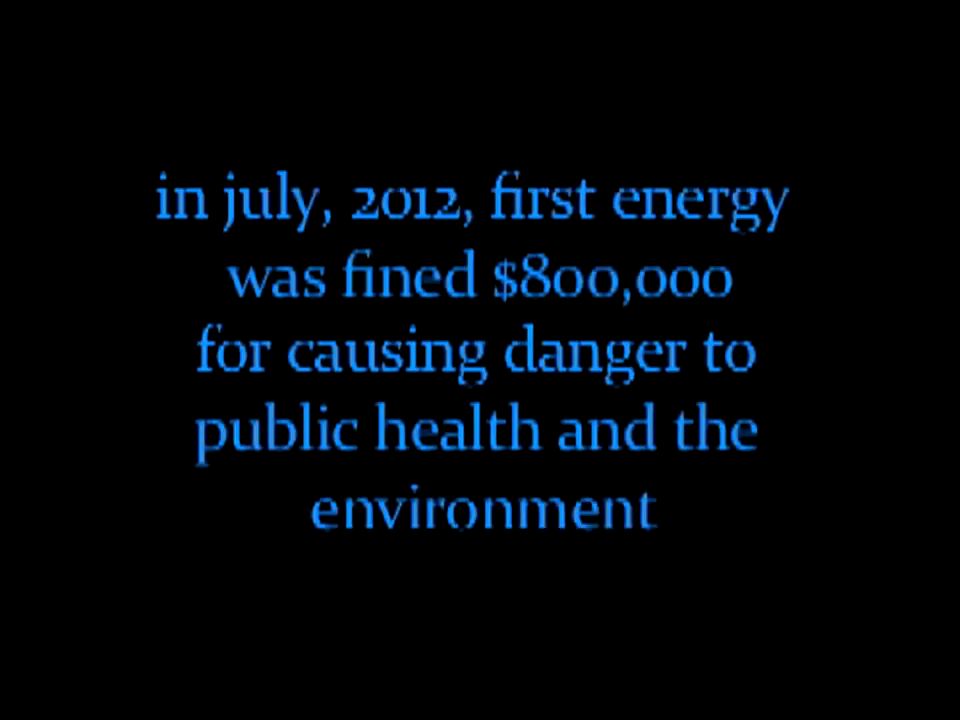 in july, 2012, first energy
was fined $800,000
for causing danger to
public health and the
environment